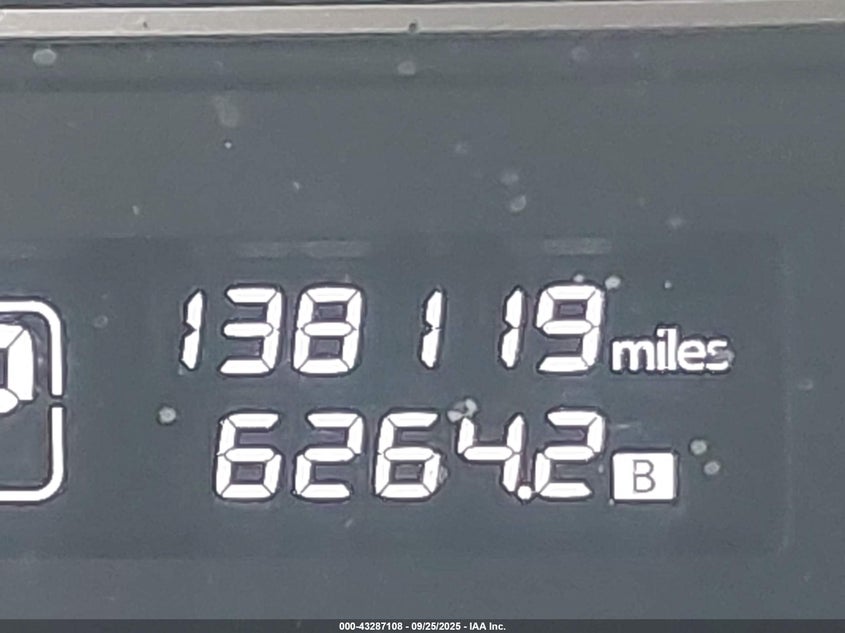 138119 miles
6264.2 B
000-43287108 - 09/25/2025 - IAA Inc.